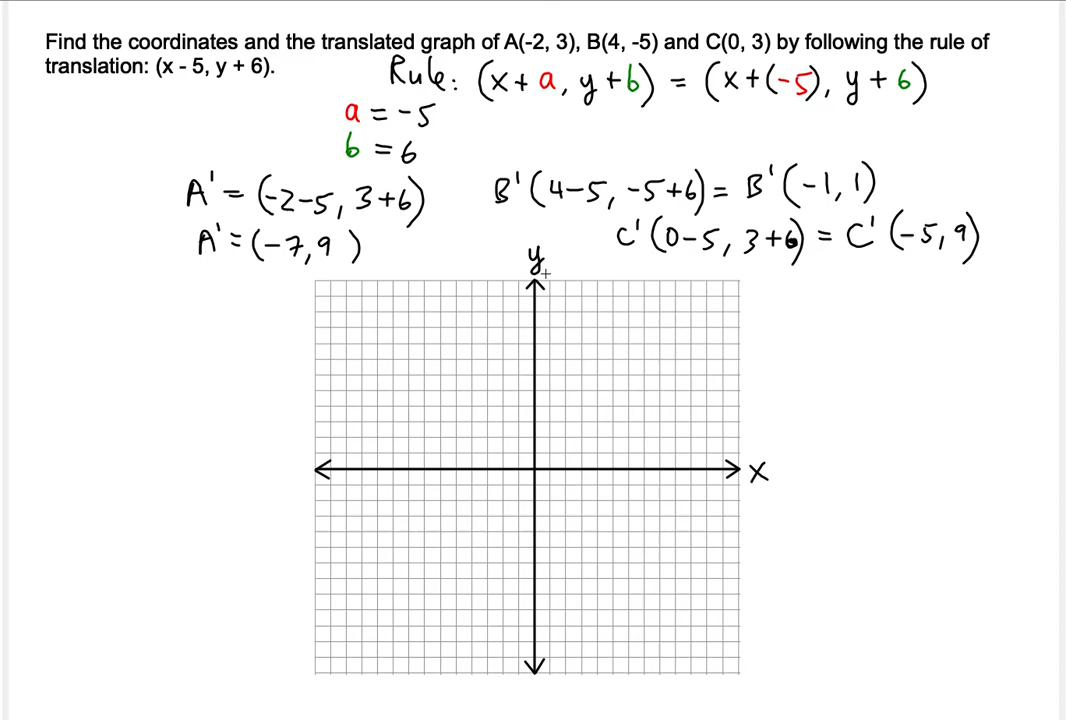 Find the coordinates and the translated graph of A(-2, 3), B(4, -5) and C(0, 3) by following the rule of
translation: (x - 5, y + 6).
Rule: (x + a, y + b) = (x+(-5), y + 6)
a = -5
b = 6
A' = (-2-5, 3+6)
B'(4-5, -5+6) = B'(-1, 1)
A' = (-7, 9)
C'(0-5, 3+6) = C'(-5, 9)
y
x